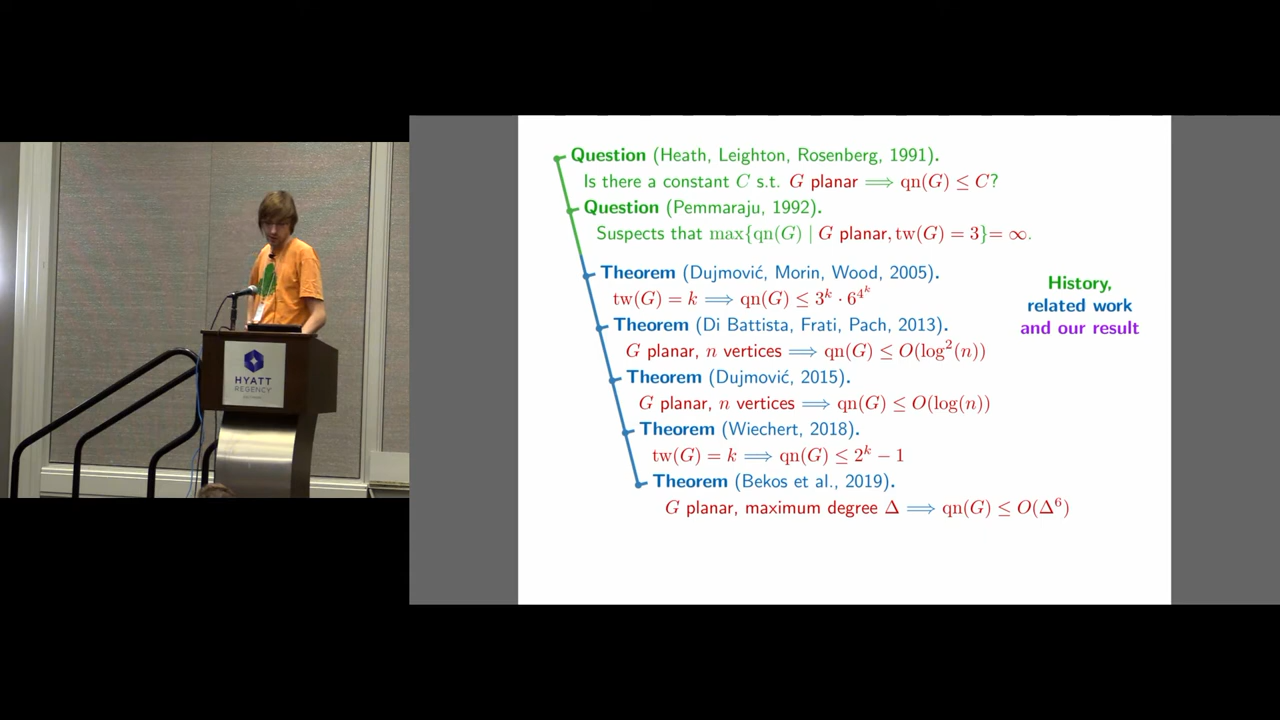 Question (Heath, Leighton, Rosenberg, 1991).
Is there a constant C s.t. G planar ⟹ qn(G) ≤ C?
Question (Pemmaraju, 1992).
Suspects that max{qn(G) | G planar, tw(G) = 3} = ∞.
Theorem (Dujmović, Morin, Wood, 2005).
tw(G) = k ⟹ qn(G) ≤ 3^k · 6^{4^k}
Theorem (Di Battista, Frati, Pach, 2013).
G planar, n vertices ⟹ qn(G) ≤ O(log²(n))
Theorem (Dujmović, 2015).
G planar, n vertices ⟹ qn(G) ≤ O(log(n))
Theorem (Wiechert, 2018).
tw(G) = k ⟹ qn(G) ≤ 2^k − 1
Theorem (Bekos et al., 2019).
G planar, maximum degree Δ ⟹ qn(G) ≤ O(Δ⁶)
History,
related work
and our result
HYATT
REGENCY